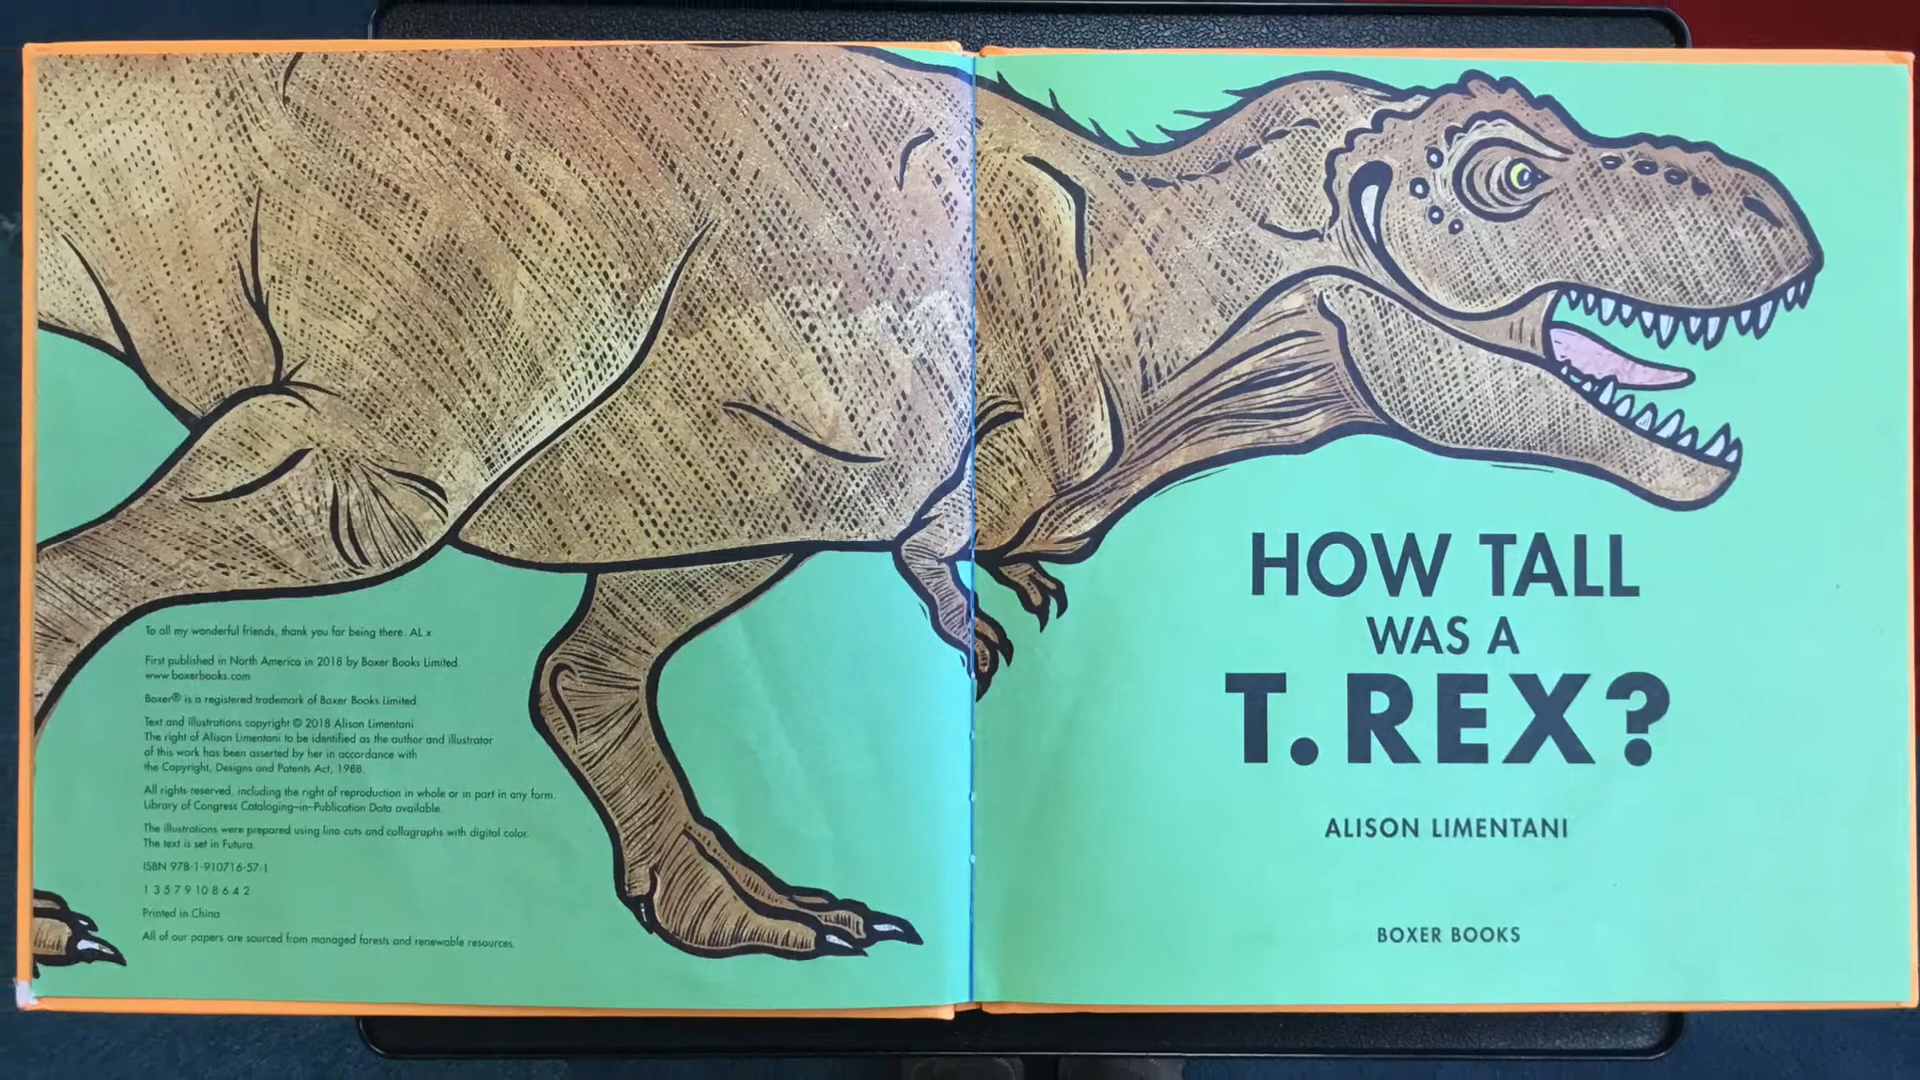 To all my wonderful friends, thank you for being there. AL x
First published in North America in 2018 by Boxer Books Limited.
www.boxerbooks.com
Boxer® is a registered trademark of Boxer Books Limited.
Text and illustrations copyright © 2018 Alison Limentani
The right of Alison Limentani to be identified as the author and illustrator
of this work has been asserted by her in accordance with
the Copyright, Designs and Patents Act, 1988.
All rights reserved, including the right of reproduction in whole or in part in any form.
Library of Congress Cataloging-in-Publication Data available.
The illustrations were prepared using lino cuts and collagraphs with digital color.
The text is set in Futura.
ISBN 978-1-910716-57-1
1 3 5 7 9 10 8 6 4 2
Printed in China
All of our papers are sourced from managed forests and renewable resources.
HOW TALL
WAS A
T. REX?
ALISON LIMENTANI
BOXER BOOKS